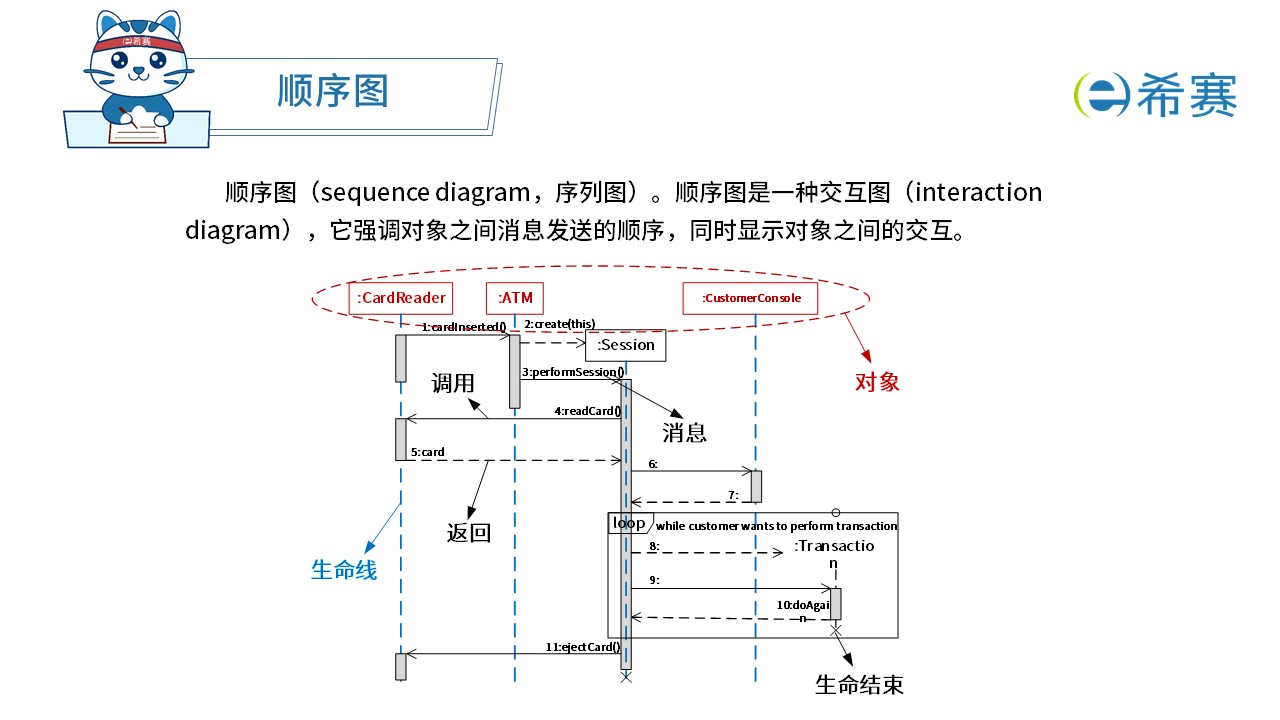 希赛
顺序图
希赛
顺序图（sequence diagram，序列图）。顺序图是一种交互图（interaction
diagram），它强调对象之间消息发送的顺序，同时显示对象之间的交互。
:CardReader
:ATM
:CustomerConsole
1:cardInserted()
2:create(this)
:Session
3:performSession()
对象
调用
4:readCard()
消息
5:card
6:
7:
返回
loop
while customer wants to perform transaction
8:
:Transactio
n
生命线
9:
10:doAgai
n
11:ejectCard()
生命结束